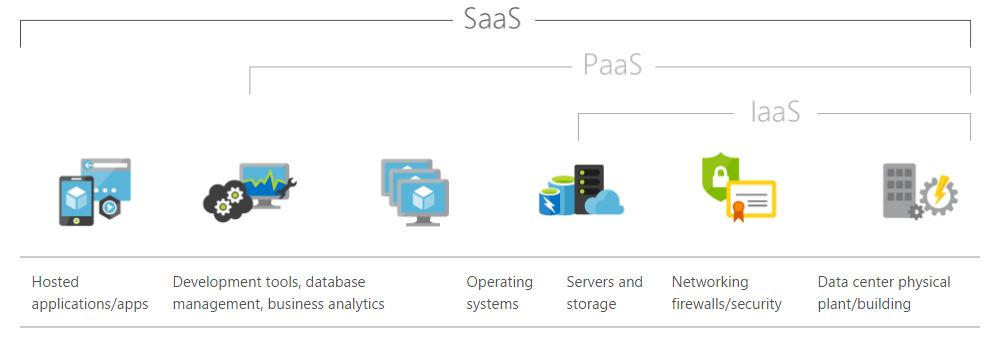 SaaS
PaaS
IaaS
Hosted
applications/apps
Development tools, database
management, business analytics
Operating
systems
Servers and
storage
Networking
firewalls/security
Data center physical
plant/building